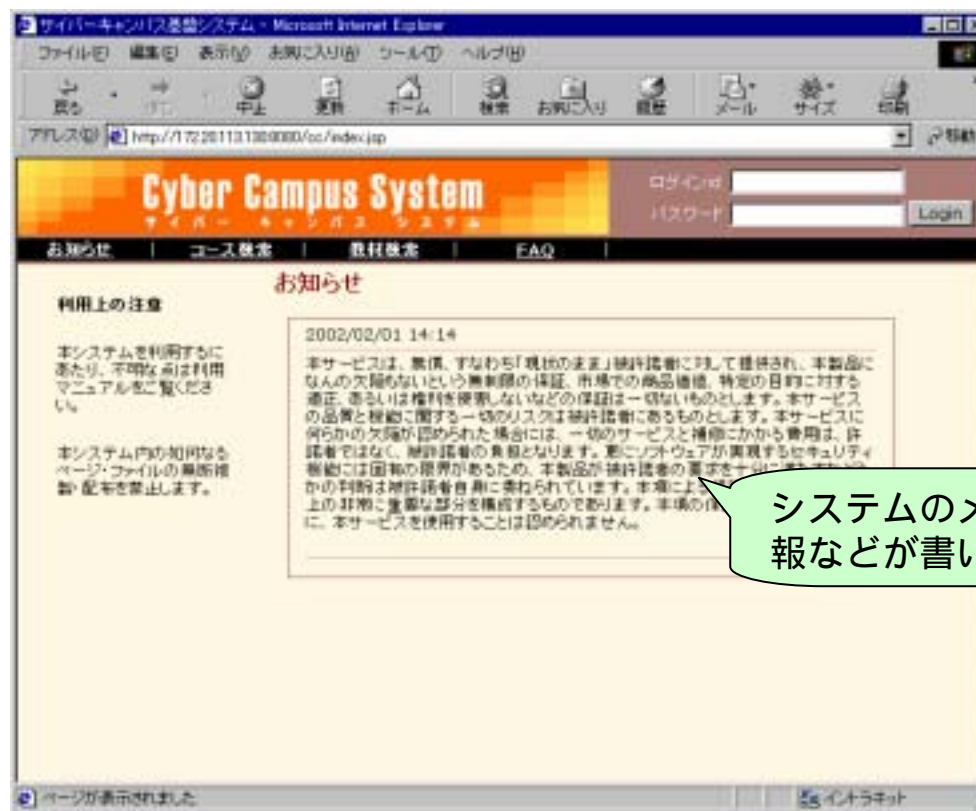 サイバーキャンパス基盤システム - Microsoft Internet Explorer
ファイル(F) 編集(E) 表示(V) お気に入り(A) ツール(T) ヘルプ(H)
戻る 中止 更新 ホーム 検索 お気に入り 履歴 メール サイズ 印刷
アドレス(D) /cc/index.jsp 移動
Cyber Campus System
サイバー キャンパス システム
ログインid
パスワード Login
お知らせ | コース検索 | 教材検索 | FAQ |
お知らせ
利用上の注意
本システムを利用するに
あたり、不明な点は利用
マニュアルをご覧くださ
い。
本システム内の如何なる
ページ・ファイルの無断複
製・配布を禁止します。
2002/02/01 14:14
本サービスは、無償、すなわち「現状のまま」被許諾者に対して提供され、本製品に
なんの欠陥もないという無制限の保証、市場での商品価値、特定の目的に対する
適正、あるいは権利を侵害しないなどの保証は一切ないものとします。本サービス
の品質と機能に関する一切のリスクは被許諾者にあるものとします。本サービスに
何らかの欠陥が認められた場合には、一切のサービスと補修にかかる費用は、許
諾者ではなく、被許諾者の負担となります。更にソフトウェアが実現するセキュリティ
機能には固有の限界があるため、本製品が被許諾者の要求を十分に
かの判断は被許諾者自身に委ねられています。本項による
上の非常に重要な部分を構成するものであります。本項の
に、本サービスを使用することは認められません。
システムのメ
報などが書い
ページが表示されました イントラネット